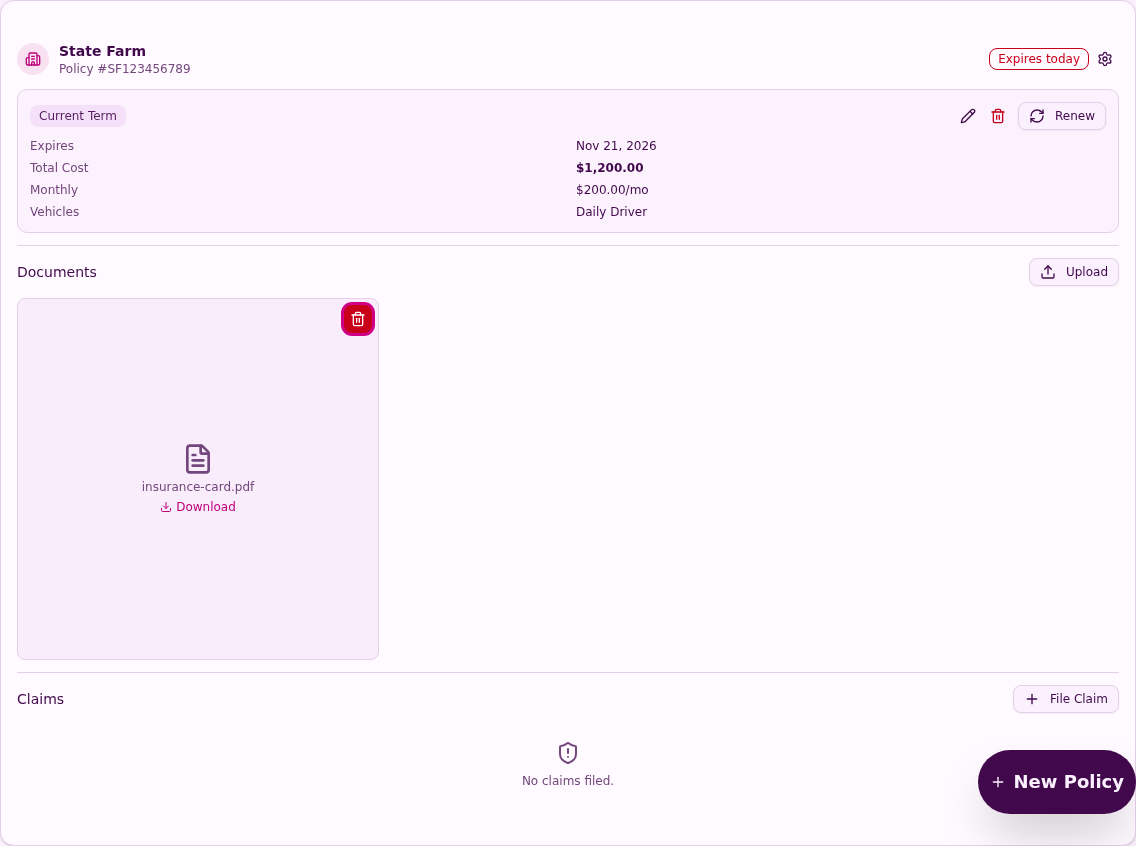 State Farm
Policy #SF123456789
Expires today
Current Term
Renew
Expires
Nov 21, 2026
Total Cost
$1,200.00
Monthly
$200.00/mo
Vehicles
Daily Driver
Documents
Upload
insurance-card.pdf
Download
Claims
File Claim
No claims filed.
New Policy